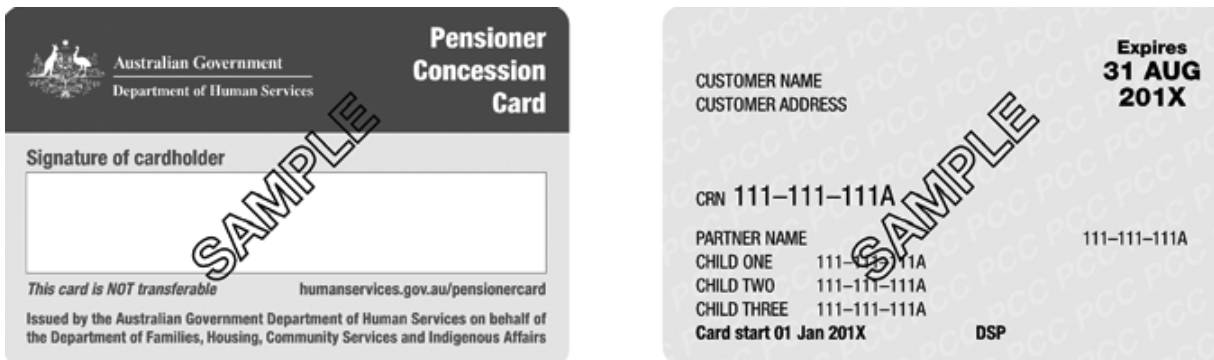 Australian Government
Department of Human Services
Pensioner
Concession
Card
Signature of cardholder
SAMPLE
This card is NOT transferable
humanservices.gov.au/pensionercard
Issued by the Australian Government Department of Human Services on behalf of
the Department of Families, Housing, Community Services and Indigenous Affairs
Expires
31 AUG
201X
CUSTOMER NAME
CUSTOMER ADDRESS
SAMPLE
CRN 111–111–111A
PARTNER NAME 111–111–111A
CHILD ONE 111–111–111A
CHILD TWO 111–111–111A
CHILD THREE 111–111–111A
Card start 01 Jan 201X DSP